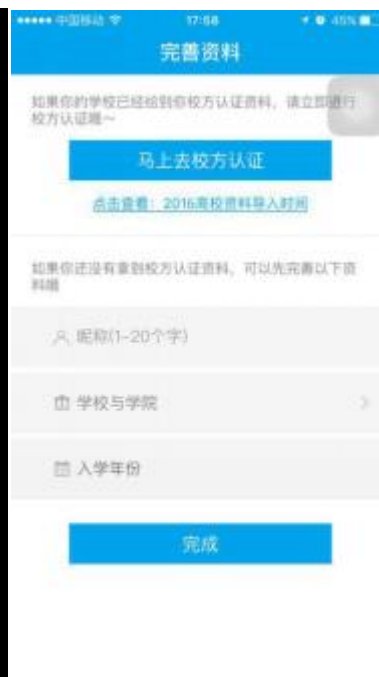 中国移动 17:56 45%
完善资料
如果你的学校已经给到你校方认证资料，请立即进行
校方认证哦～
马上去校方认证
点击查看：2016高校资料导入时间
如果你还没有拿到校方认证资料，可以先完善以下资
料哦
昵称(1-20个字)
学校与学院
入学年份
完成